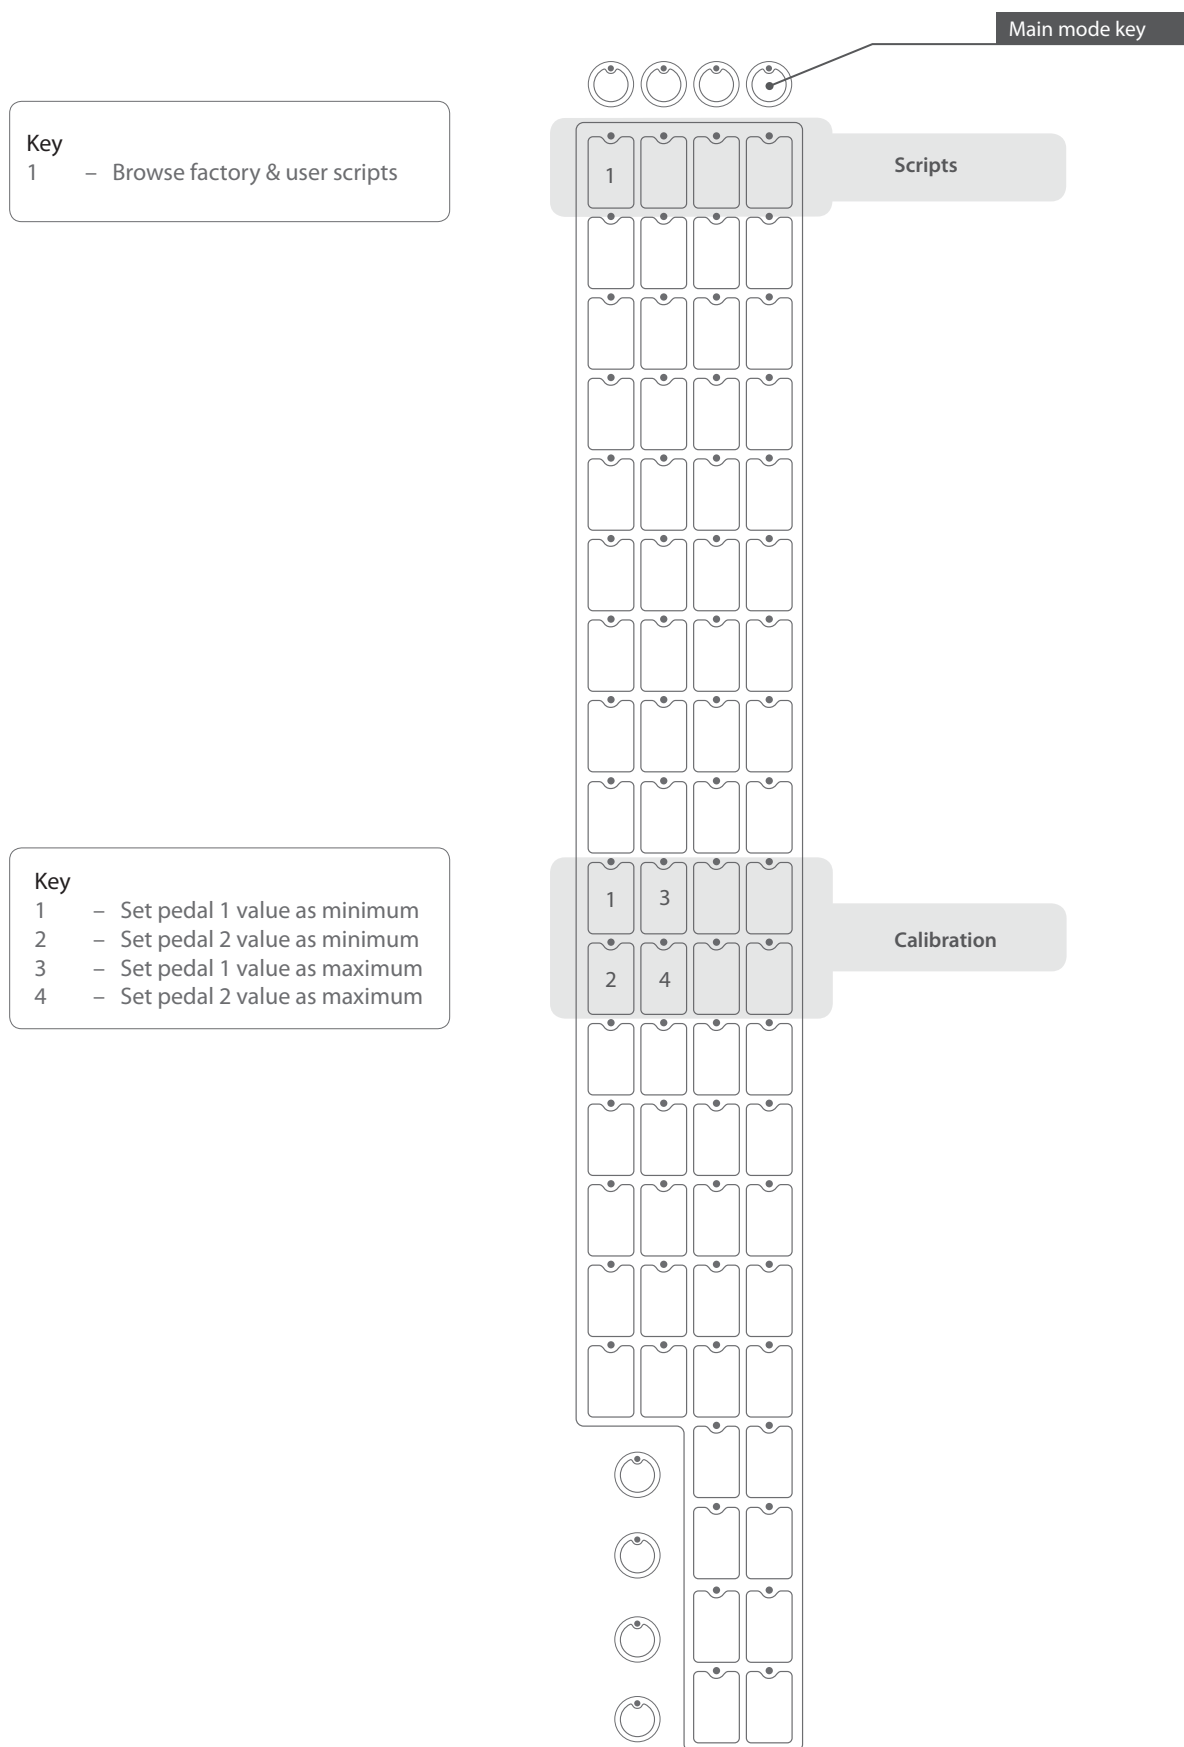 Main mode key
Key
1 – Browse factory & user scripts
1
Scripts
Key
1 – Set pedal 1 value as minimum
2 – Set pedal 2 value as minimum
3 – Set pedal 1 value as maximum
4 – Set pedal 2 value as maximum
1 3
2 4
Calibration